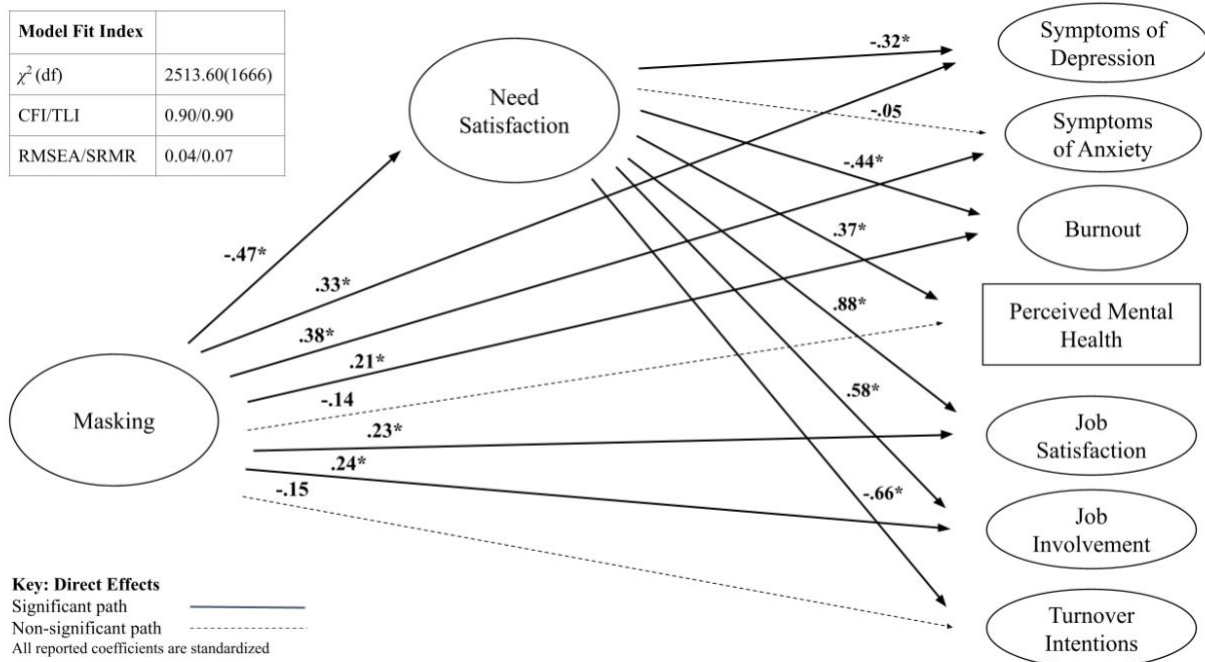 Model Fit Index
χ² (df) 2513.60(1666)
CFI/TLI 0.90/0.90
RMSEA/SRMR 0.04/0.07
Need
Satisfaction
Masking
-.47*
.33*
.38*
.21*
-.14
.23*
.24*
-.15
-.32*
-.05
-.44*
.37*
.88*
.58*
-.66*
Symptoms of
Depression
Symptoms
of Anxiety
Burnout
Perceived Mental
Health
Job
Satisfaction
Job
Involvement
Turnover
Intentions
Key: Direct Effects
Significant path
Non-significant path
All reported coefficients are standardized